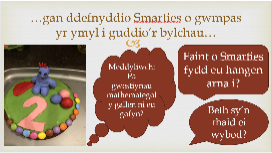 ...gan ddefnyddio Smarties o gwmpas
yr ymyl i guddio'r bylchau...
Meddyliwch:
Pa
gwestiynau
mathemategol
y gallen ni eu
gofyn?
Faint o Smarties
fydd eu hangen
arna i?
Beth sy'n
rhaid ei
wybod?
2